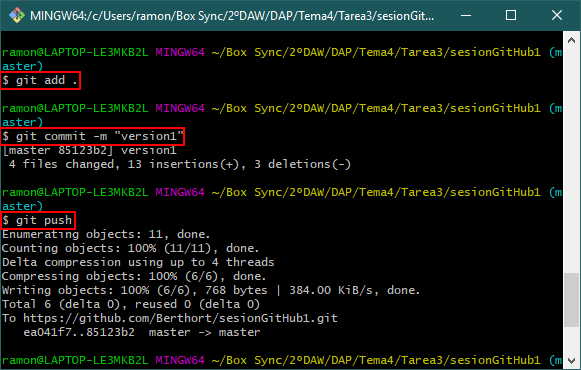 MINGW64:/c/Users/ramon/Box Sync/2ºDAW/DAP/Tema4/Tarea3/sesionGit...
ramon@LAPTOP-LE3MKB2L MINGW64 ~/Box Sync/2ºDAW/DAP/Tema4/Tarea3/sesionGitHub1 (m
aster)
$ git add .
ramon@LAPTOP-LE3MKB2L MINGW64 ~/Box Sync/2ºDAW/DAP/Tema4/Tarea3/sesionGitHub1 (m
aster)
$ git commit -m "version1"
[master 85123b2] version1
 4 files changed, 13 insertions(+), 3 deletions(-)
ramon@LAPTOP-LE3MKB2L MINGW64 ~/Box Sync/2ºDAW/DAP/Tema4/Tarea3/sesionGitHub1 (m
aster)
$ git push
Enumerating objects: 11, done.
Counting objects: 100% (11/11), done.
Delta compression using up to 4 threads
Compressing objects: 100% (6/6), done.
Writing objects: 100% (6/6), 768 bytes | 384.00 KiB/s, done.
Total 6 (delta 0), reused 0 (delta 0)
To https://github.com/Berthort/sesionGitHub1.git
   ea041f7..85123b2  master -> master
ramon@LAPTOP-LE3MKB2L MINGW64 ~/Box Sync/2ºDAW/DAP/Tema4/Tarea3/sesionGitHub1 (m